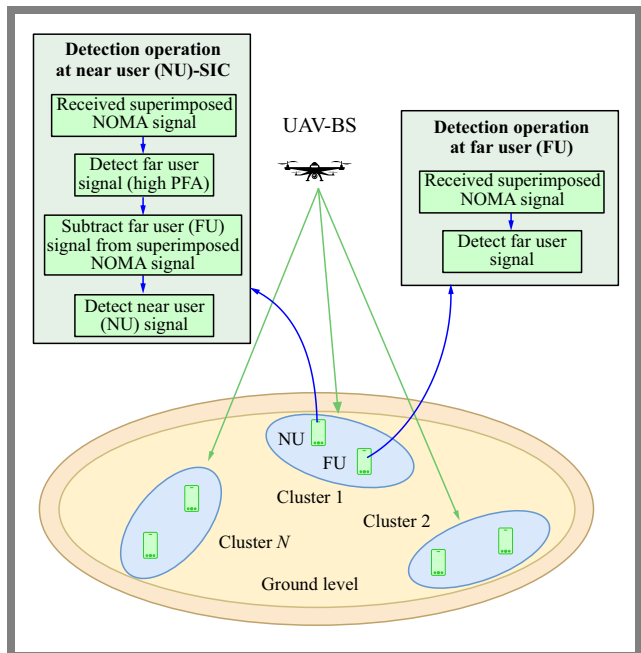 Detection operation
at near user (NU)-SIC
Received superimposed
NOMA signal
Detect far user
signal (high PFA)
Subtract far user (FU)
signal from superimposed
NOMA signal
Detect near user
(NU) signal
UAV-BS
Detection operation
at far user (FU)
Received superimposed
NOMA signal
Detect far user
signal
NU
FU
Cluster 1
Cluster 2
Cluster N
Ground level